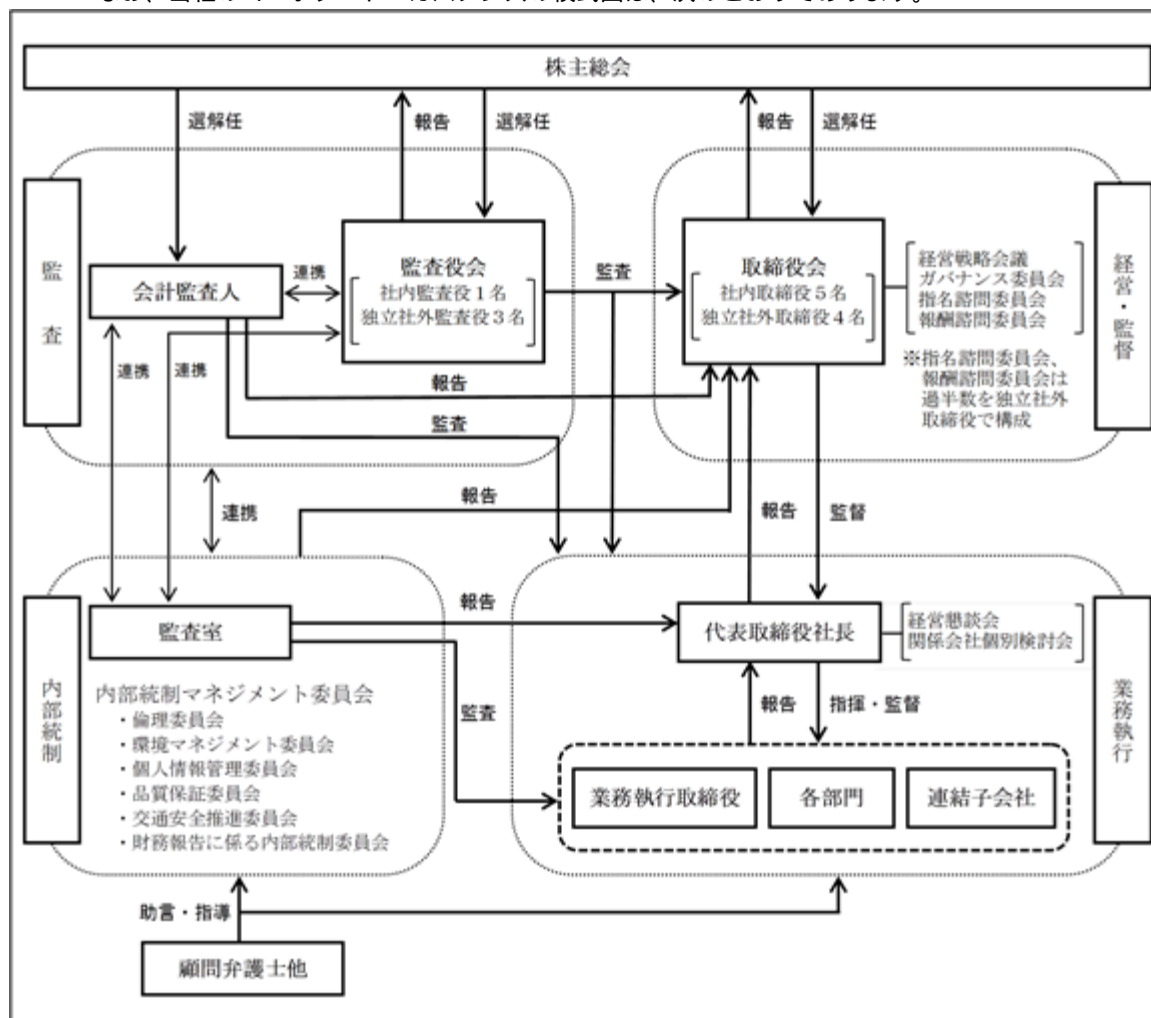 株主総会
選解任
報告
選解任
報告
選解任
監査
会計監査人
連携
監査役会
社内監査役1名
独立社外監査役3名
監査
取締役会
社内取締役5名
独立社外取締役4名
経営戦略会議
ガバナンス委員会
指名諮問委員会
報酬諮問委員会
※指名諮問委員会、
報酬諮問委員会は
過半数を独立社外
取締役で構成
経営・監督
連携
連携
報告
監査
連携
報告
報告
監督
内部統制
監査室
報告
代表取締役社長
経営懇談会
関係会社個別検討会
業務執行
内部統制マネジメント委員会
・倫理委員会
・環境マネジメント委員会
・個人情報管理委員会
・品質保証委員会
・交通安全推進委員会
・財務報告に係る内部統制委員会
監査
報告
指揮・監督
業務執行取締役
各部門
連結子会社
助言・指導
顧問弁護士他